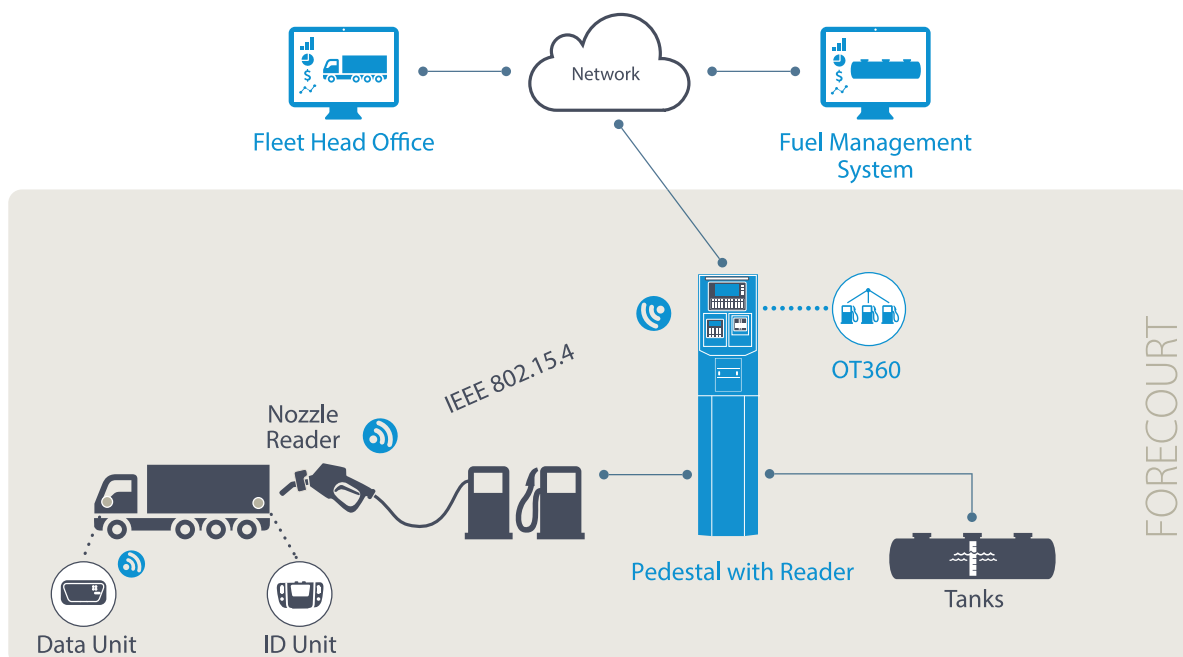 Network
Fleet Head Office
Fuel Management
System
$
$
IEEE 802.15.4
OT360
FORECOURT
Nozzle
Reader
Pedestal with Reader
Tanks
Data Unit
ID Unit